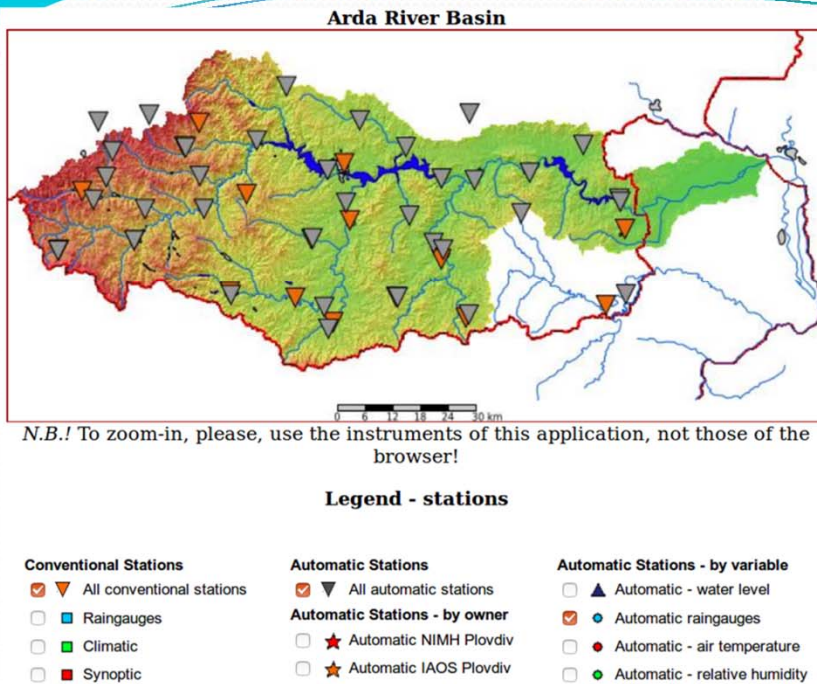 Arda River Basin
0 6 12 18 24 30 km
N.B.! To zoom-in, please, use the instruments of this application, not those of the
browser!
Legend - stations
Conventional Stations
All conventional stations
Raingauges
Climatic
Synoptic
Automatic Stations
All automatic stations
Automatic Stations - by owner
Automatic NIMH Plovdiv
Automatic IAOS Plovdiv
Automatic Stations - by variable
Automatic - water level
Automatic raingauges
Automatic - air temperature
Automatic - relative humidity